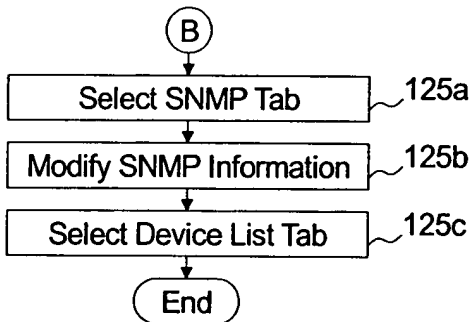 B
Select SNMP Tab
125a
Modify SNMP Information
125b
Select Device List Tab
125c
End